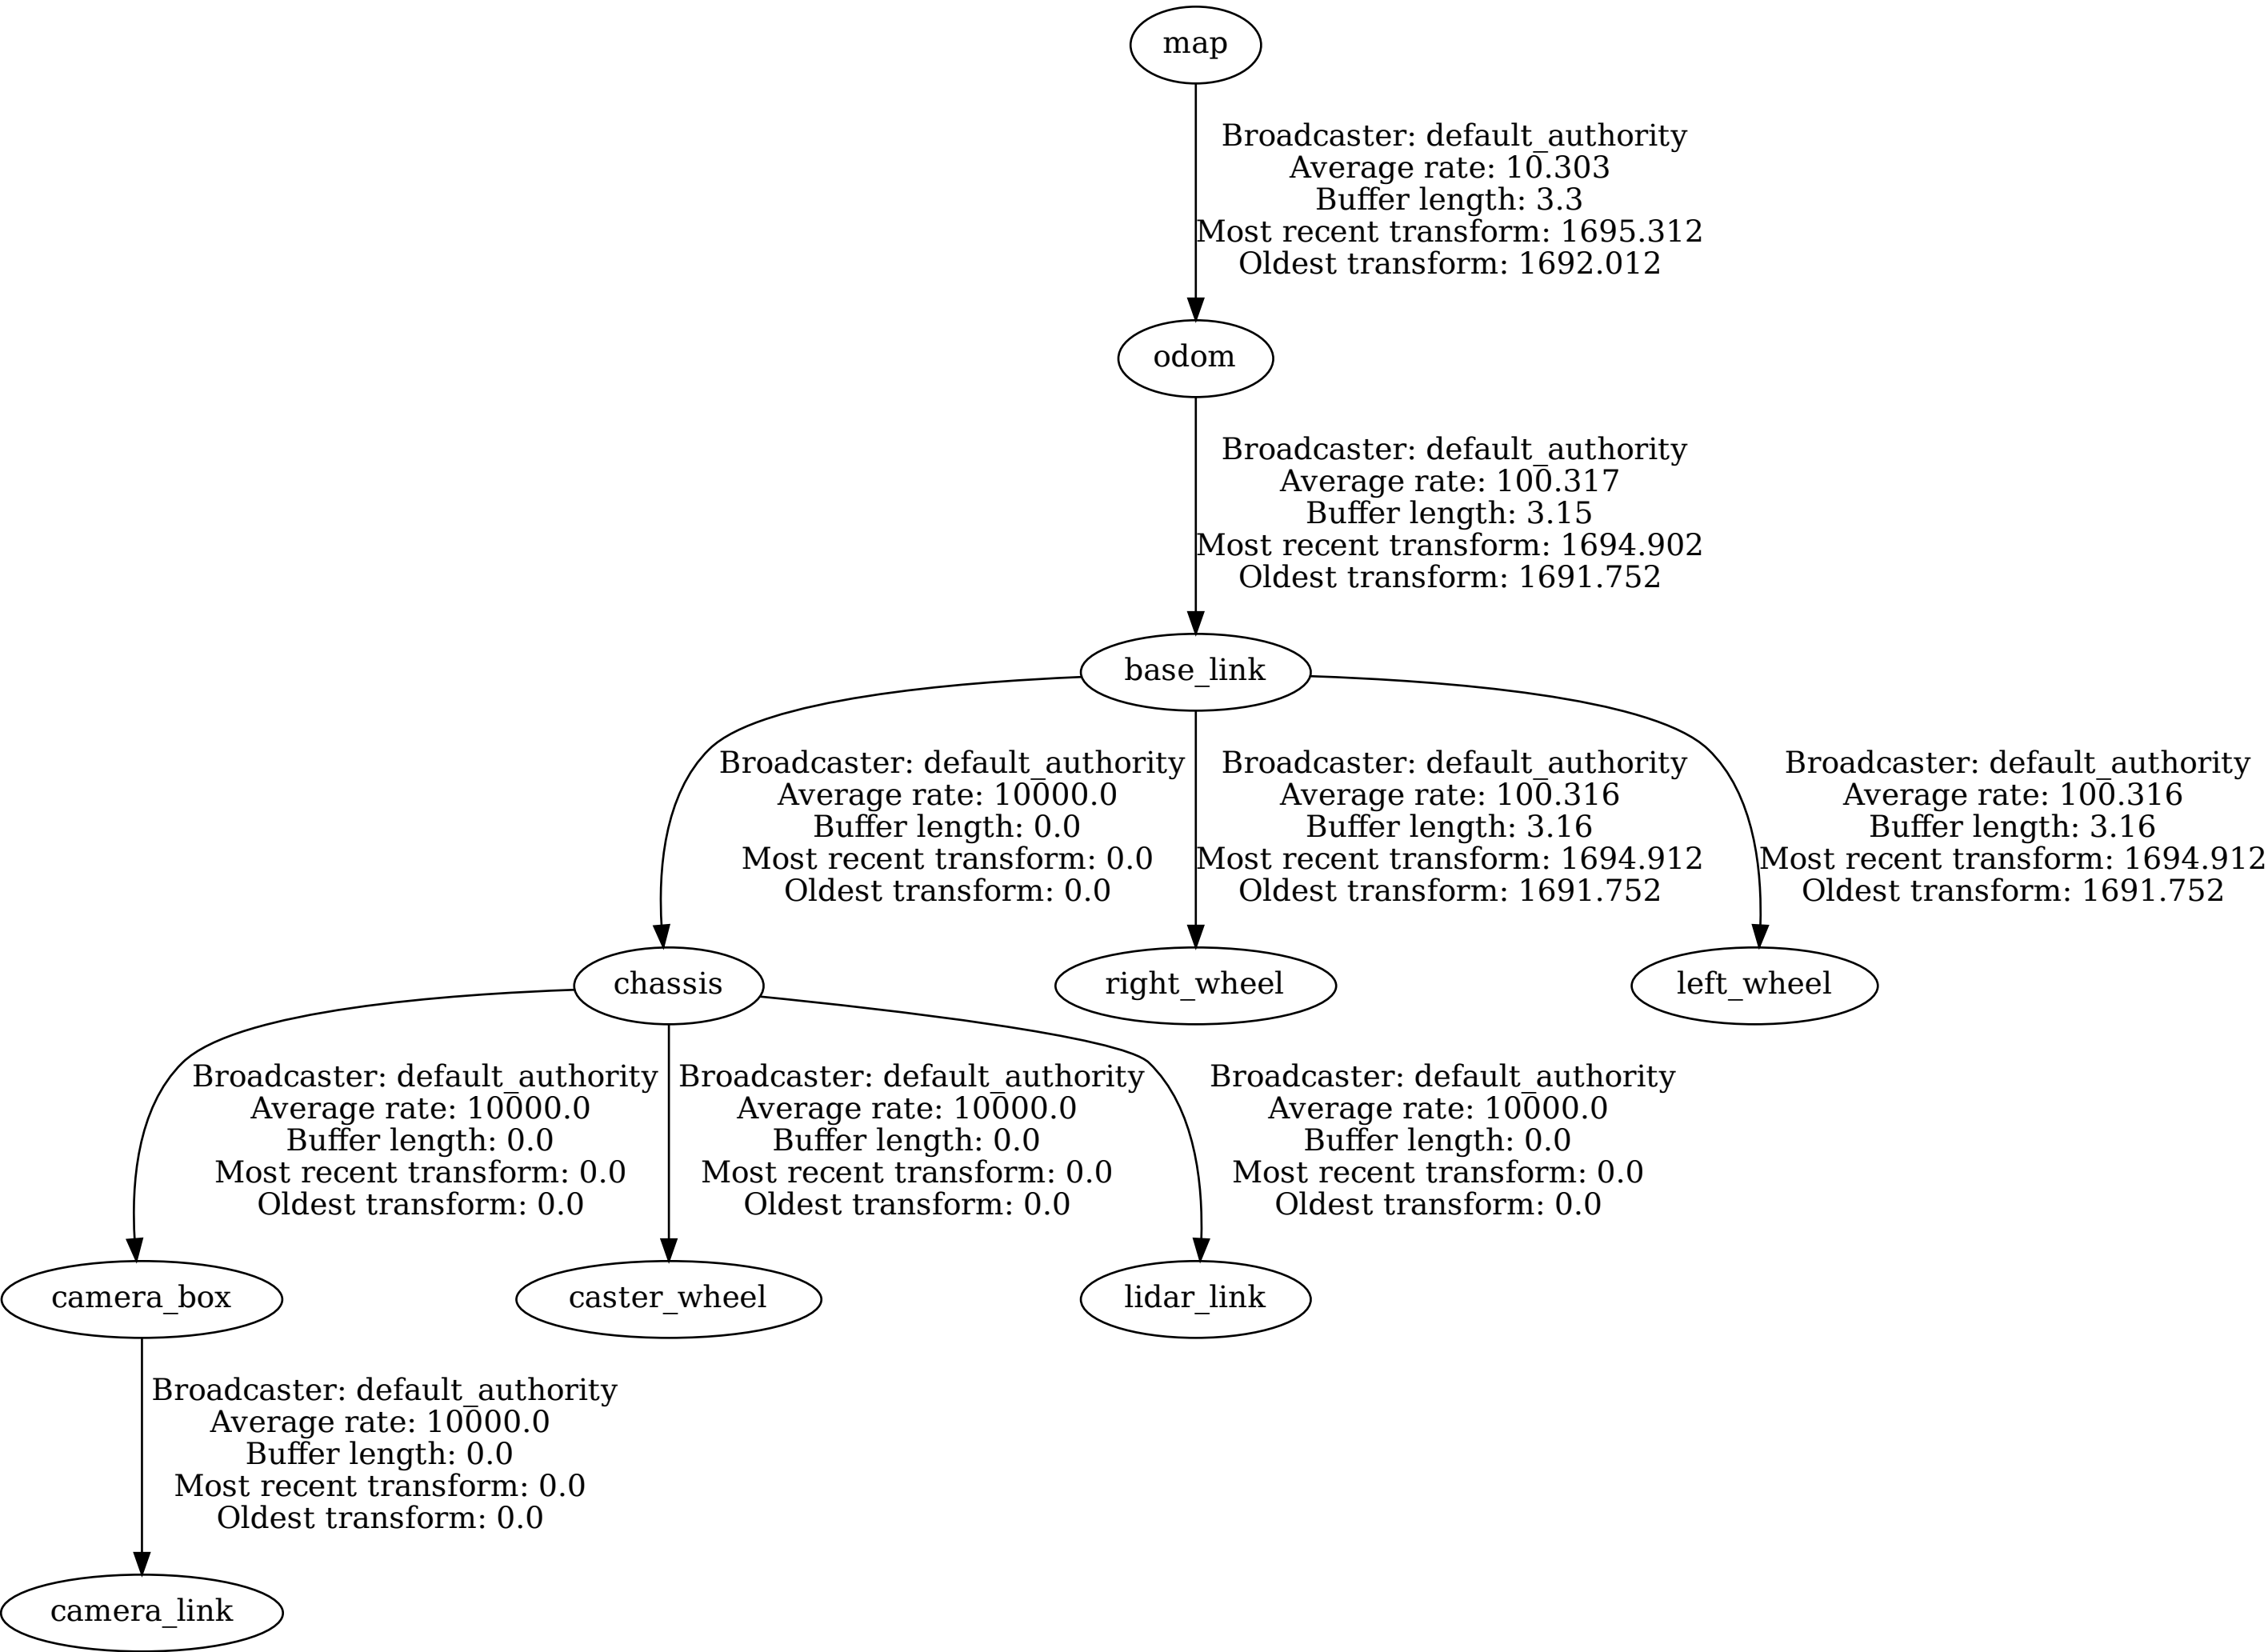 map
Broadcaster: default_authority
Average rate: 10.303
Buffer length: 3.3
Most recent transform: 1695.312
Oldest transform: 1692.012
odom
Broadcaster: default_authority
Average rate: 100.317
Buffer length: 3.15
Most recent transform: 1694.902
Oldest transform: 1691.752
base_link
Broadcaster: default_authority
Average rate: 10000.0
Buffer length: 0.0
Most recent transform: 0.0
Oldest transform: 0.0
Broadcaster: default_authority
Average rate: 100.316
Buffer length: 3.16
Most recent transform: 1694.912
Oldest transform: 1691.752
Broadcaster: default_authority
Average rate: 100.316
Buffer length: 3.16
Most recent transform: 1694.912
Oldest transform: 1691.752
chassis
right_wheel
left_wheel
Broadcaster: default_authority
Average rate: 10000.0
Buffer length: 0.0
Most recent transform: 0.0
Oldest transform: 0.0
Broadcaster: default_authority
Average rate: 10000.0
Buffer length: 0.0
Most recent transform: 0.0
Oldest transform: 0.0
Broadcaster: default_authority
Average rate: 10000.0
Buffer length: 0.0
Most recent transform: 0.0
Oldest transform: 0.0
camera_box
caster_wheel
lidar_link
Broadcaster: default_authority
Average rate: 10000.0
Buffer length: 0.0
Most recent transform: 0.0
Oldest transform: 0.0
camera_link